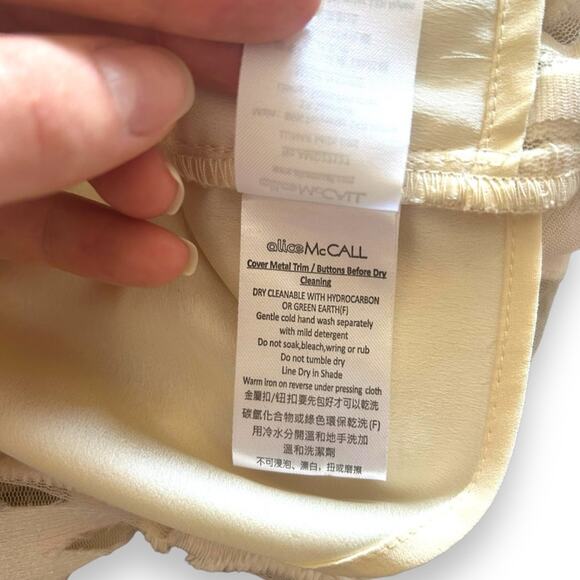 alice McCALL
Cover Metal Trim / Buttons Before Dry
Cleaning
DRY CLEANABLE WITH HYDROCARBON
OR GREEN EARTH(F)
Gentle cold hand wash separately
with mild detergent
Do not soak,bleach,wring or rub
Do not tumble dry
Line Dry in Shade
Warm Iron on reverse under pressing cloth
金屬扣/鈕扣要先包好才可以乾洗
碳氫化合物或綠色環保乾洗(F)
用冷水分開溫和地手洗加
溫和洗潔劑
不可浸泡、漂白，扭或磨擦